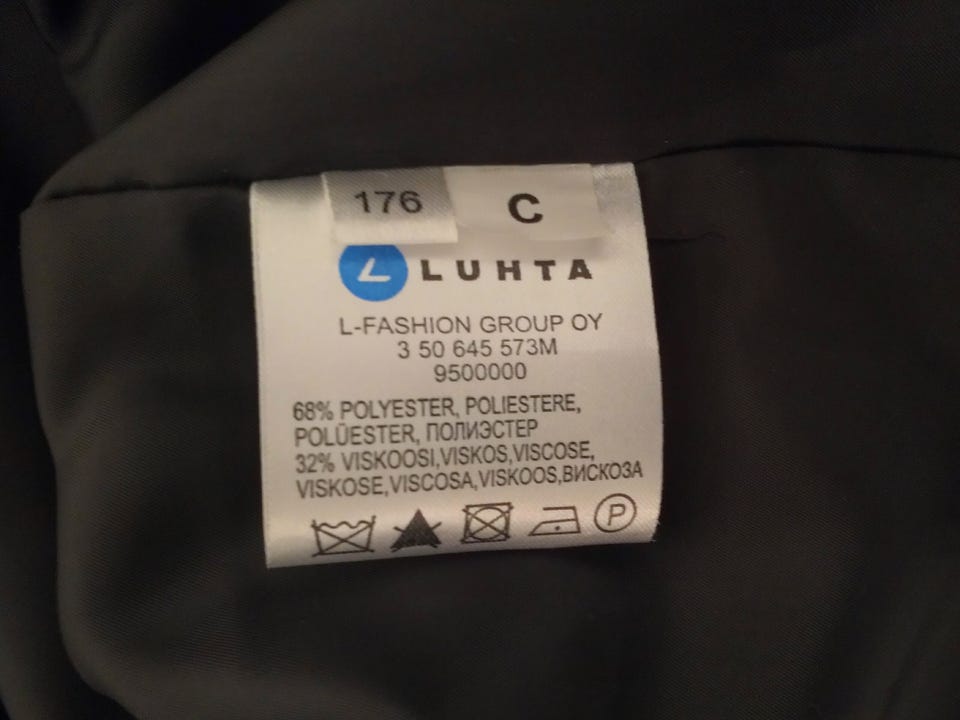 176 C
L LUHTA
L-FASHION GROUP OY
3 50 645 573M
9500000
68% POLYESTER, POLIESTERE,
POLÜESTER, ПОЛИЭСТЕР
32% VISKOOSI,VISKOS,VISCOSE,
VISKOSE,VISCOSA,VISKOOS,ВИСКОЗА
P